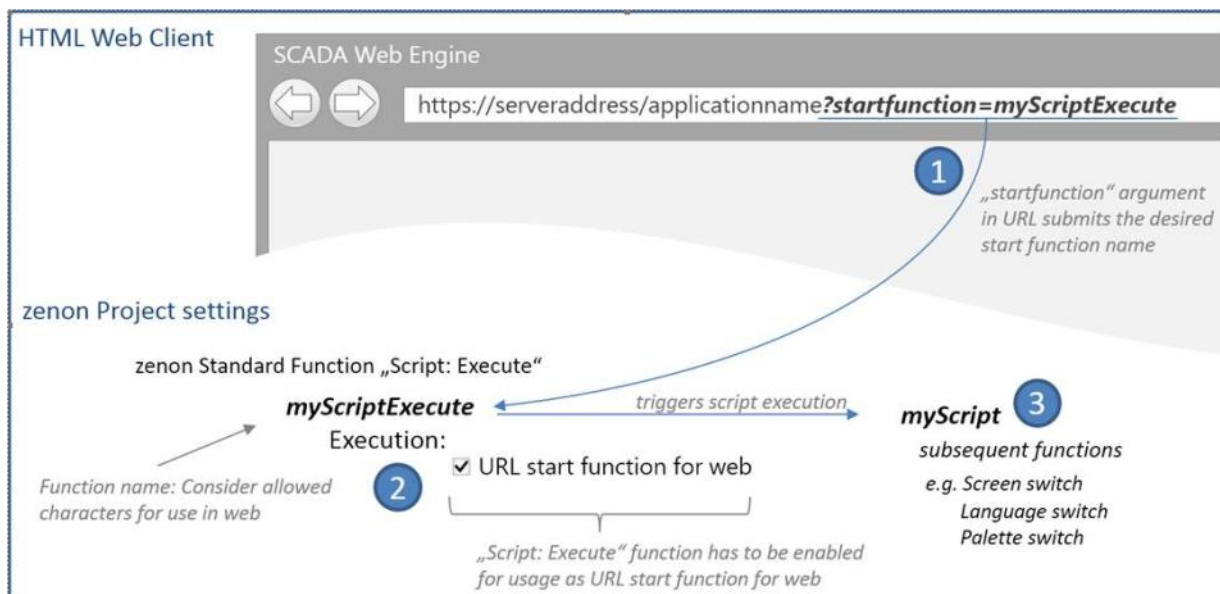 HTML Web Client
SCADA Web Engine
https://serveraddress/applicationname?startfunction=myScriptExecute
1
„startfunction“ argument
in URL submits the desired
start function name
zenon Project settings
zenon Standard Function „Script: Execute“
myScriptExecute
triggers script execution
myScript
3
Execution:
subsequent functions
2
URL start function for web
e.g. Screen switch
Language switch
Palette switch
Function name: Consider allowed
characters for use in web
„Script: Execute“ function has to be enabled
for usage as URL start function for web